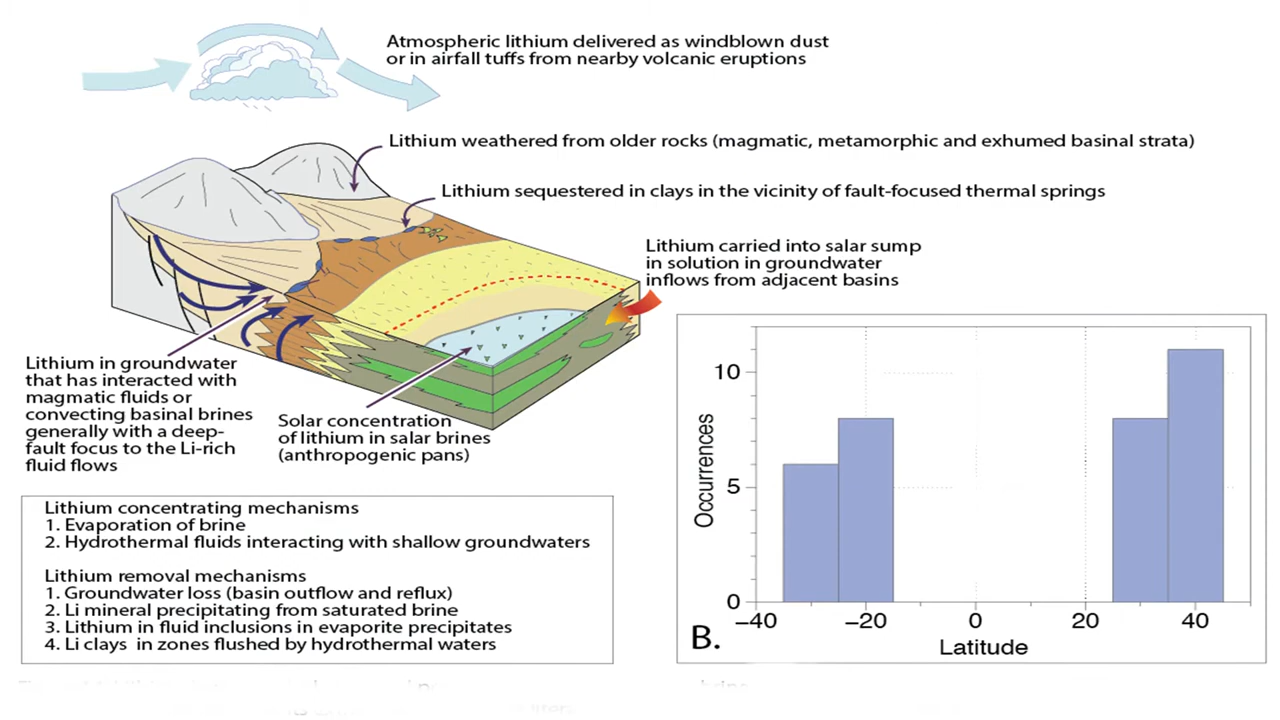 Atmospheric lithium delivered as windblown dust
or in airfall tuffs from nearby volcanic eruptions
Lithium weathered from older rocks (magmatic, metamorphic and exhumed basinal strata)
Lithium sequestered in clays in the vicinity of fault-focused thermal springs
Lithium carried into salar sump
in solution in groundwater
inflows from adjacent basins
Lithium in groundwater
that has interacted with
magmatic fluids or
convecting basinal brines
generally with a deep-
fault focus to the Li-rich
fluid flows
Solar concentration
of lithium in salar brines
(anthropogenic pans)
Lithium concentrating mechanisms
1. Evaporation of brine
2. Hydrothermal fluids interacting with shallow groundwaters
Lithium removal mechanisms
1. Groundwater loss (basin outflow and reflux)
2. Li mineral precipitating from saturated brine
3. Lithium in fluid inclusions in evaporite precipitates
4. Li clays in zones flushed by hydrothermal waters
Occurrences
10
5
0
−40 −20 0 20 40
Latitude
B.